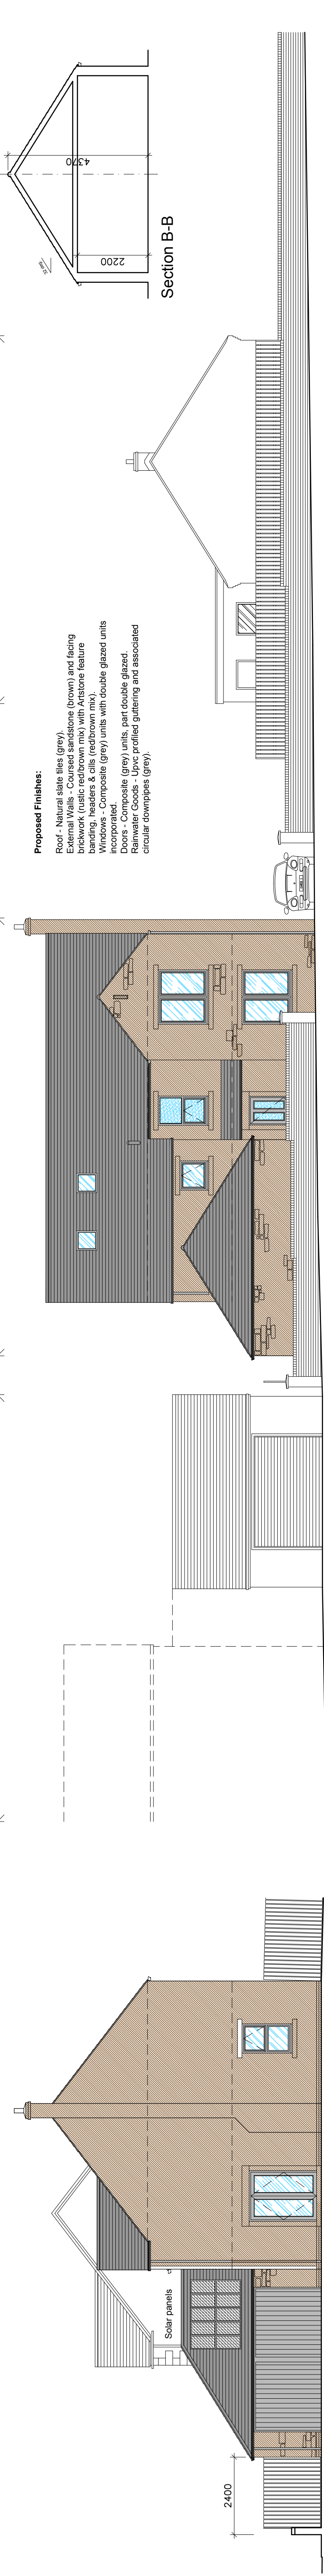 4370
2200
Section B-B
Proposed Finishes:
Roof - Natural slate tiles (grey).
External Walls - Coursed sandstone (brown) and facing
brickwork (rustic red/brown mix) with Artstone feature
banding, headers & cills (red/brown mix).
Windows - Composite (grey) units with double glazed units
incorporated.
Doors - Composite (grey) units, part double glazed.
Rainwater Goods - Upvc profiled guttering and associated
circular downpipes (grey).
Solar panels
2400